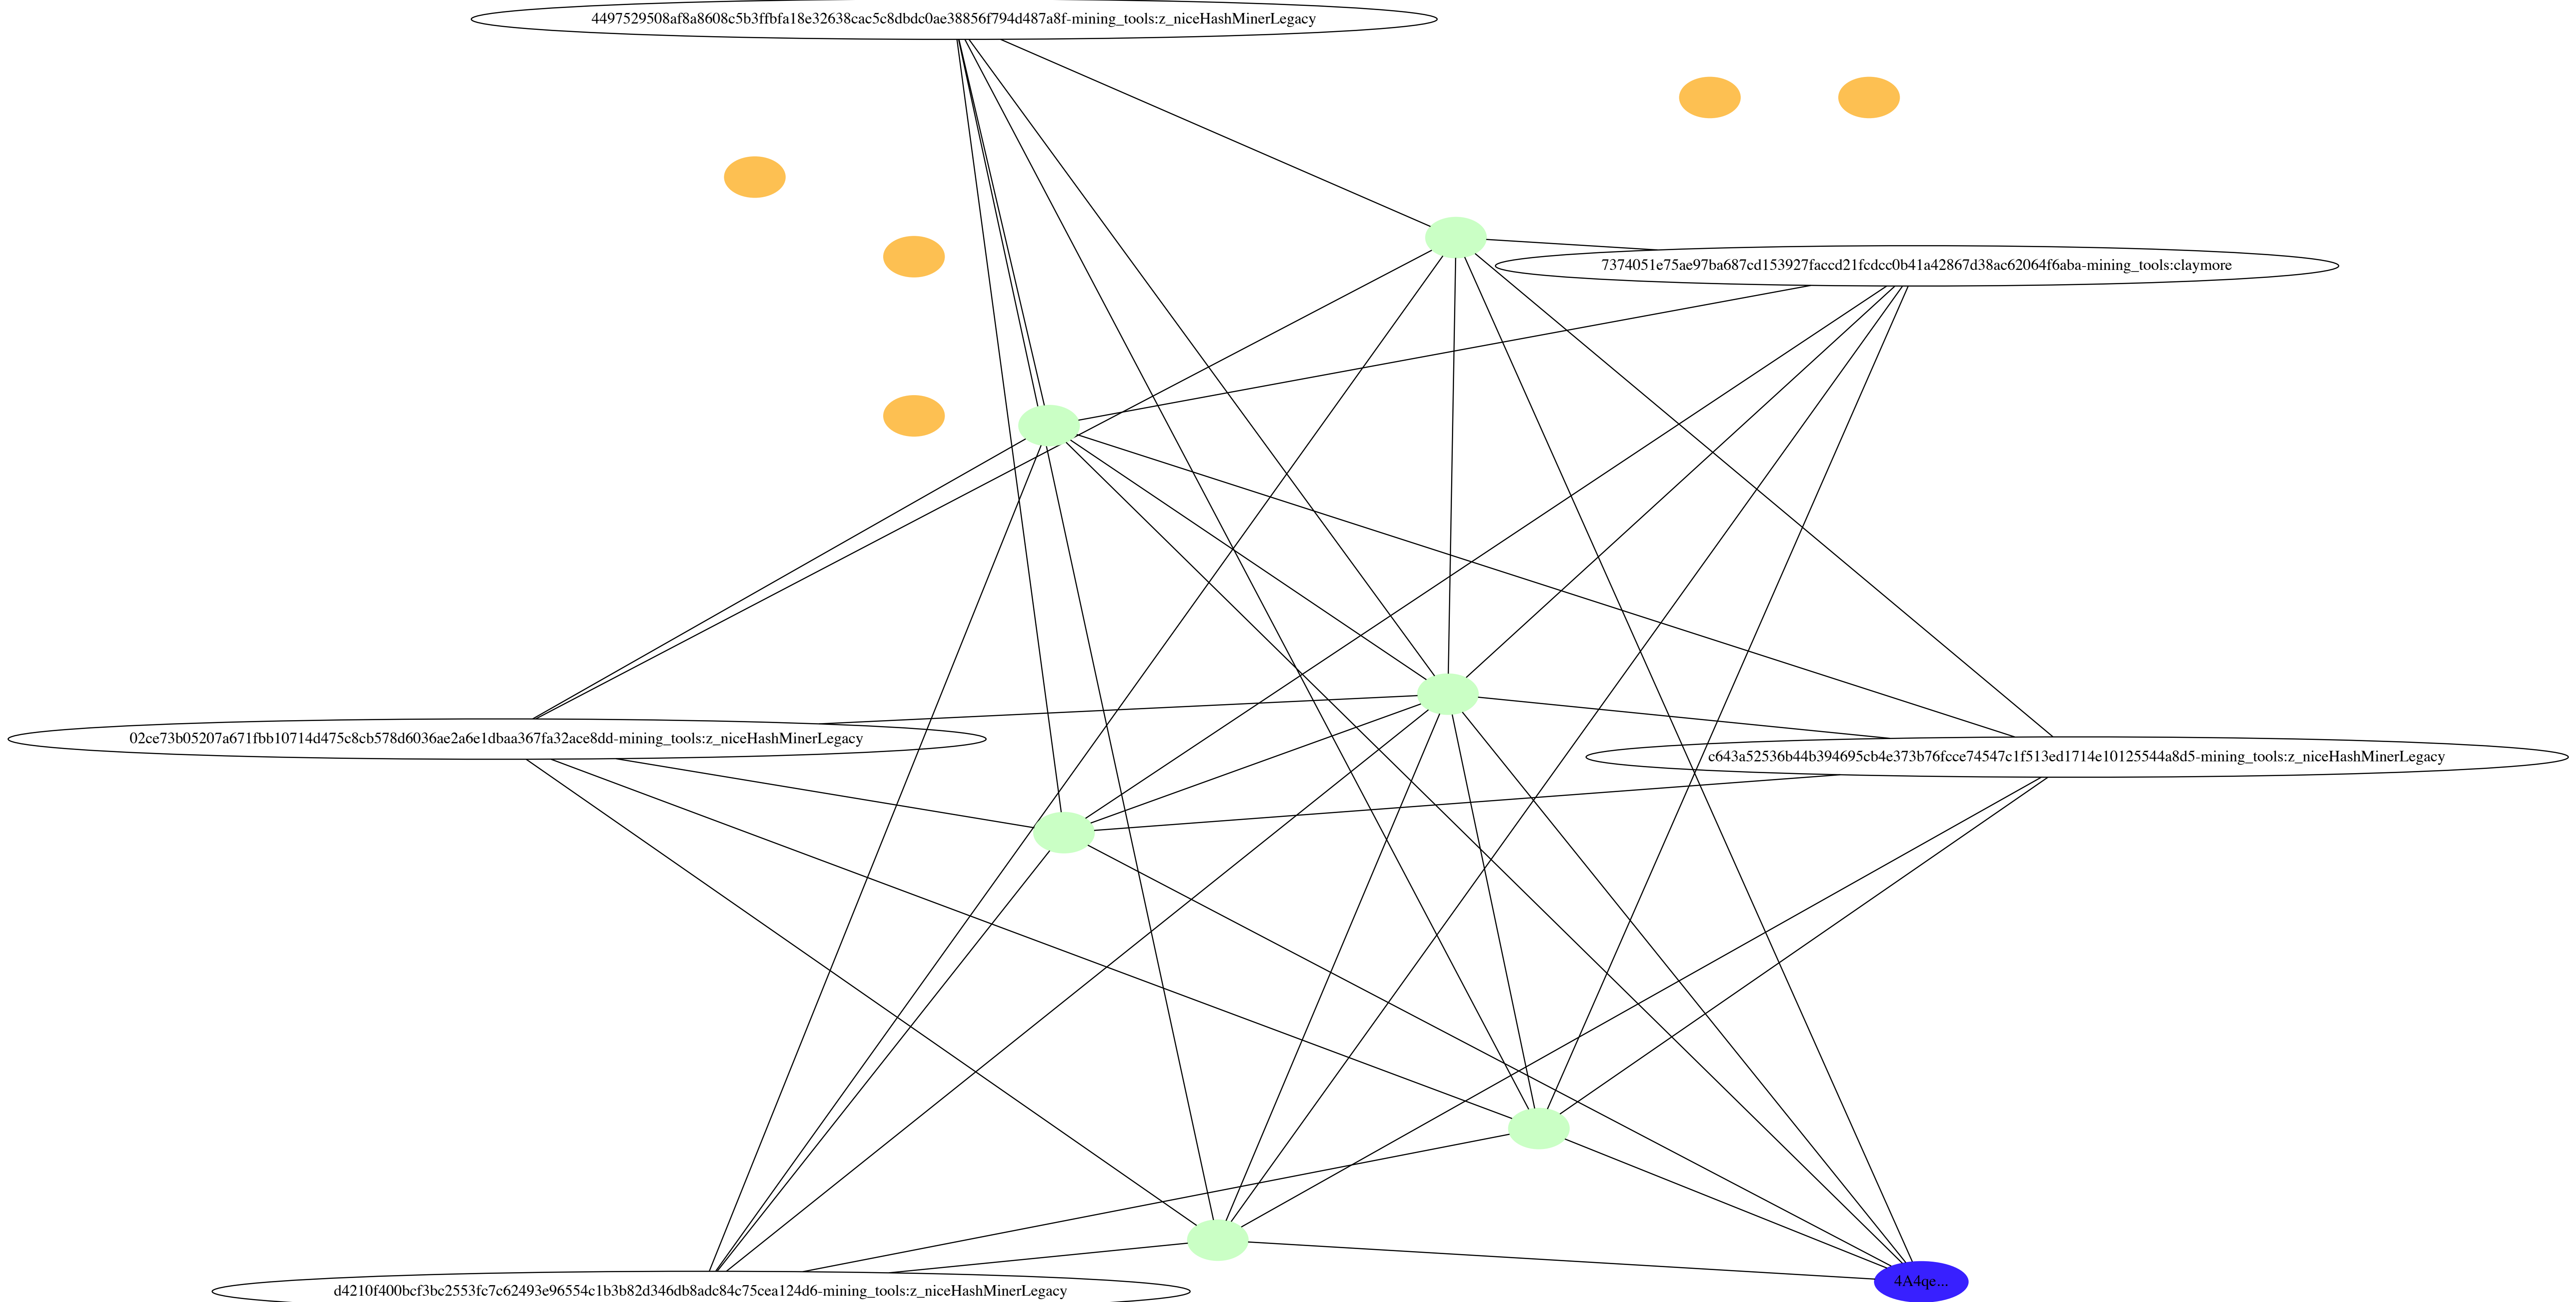 4497529508af8a8608c5b3ffbfa18e32638cac5c8dbdc0ae38856f794d487a8f-mining_tools:z_niceHashMinerLegacy
7374051e75ae97ba687cd153927faccd21fcdcc0b41a42867d38ac62064f6aba-mining_tools:claymore
02ce73b05207a671fbb10714d475c8cb578d6036ae2a6e1dbaa367fa32ace8dd-mining_tools:z_niceHashMinerLegacy
c643a52536b44b394695cb4e373b76fcce74547c1f513ed1714e10125544a8d5-mining_tools:z_niceHashMinerLegacy
4A4qe...
d4210f400bcf3bc2553fc7c62493e96554c1b3b82d346db8adc84c75cea124d6-mining_tools:z_niceHashMinerLegacy